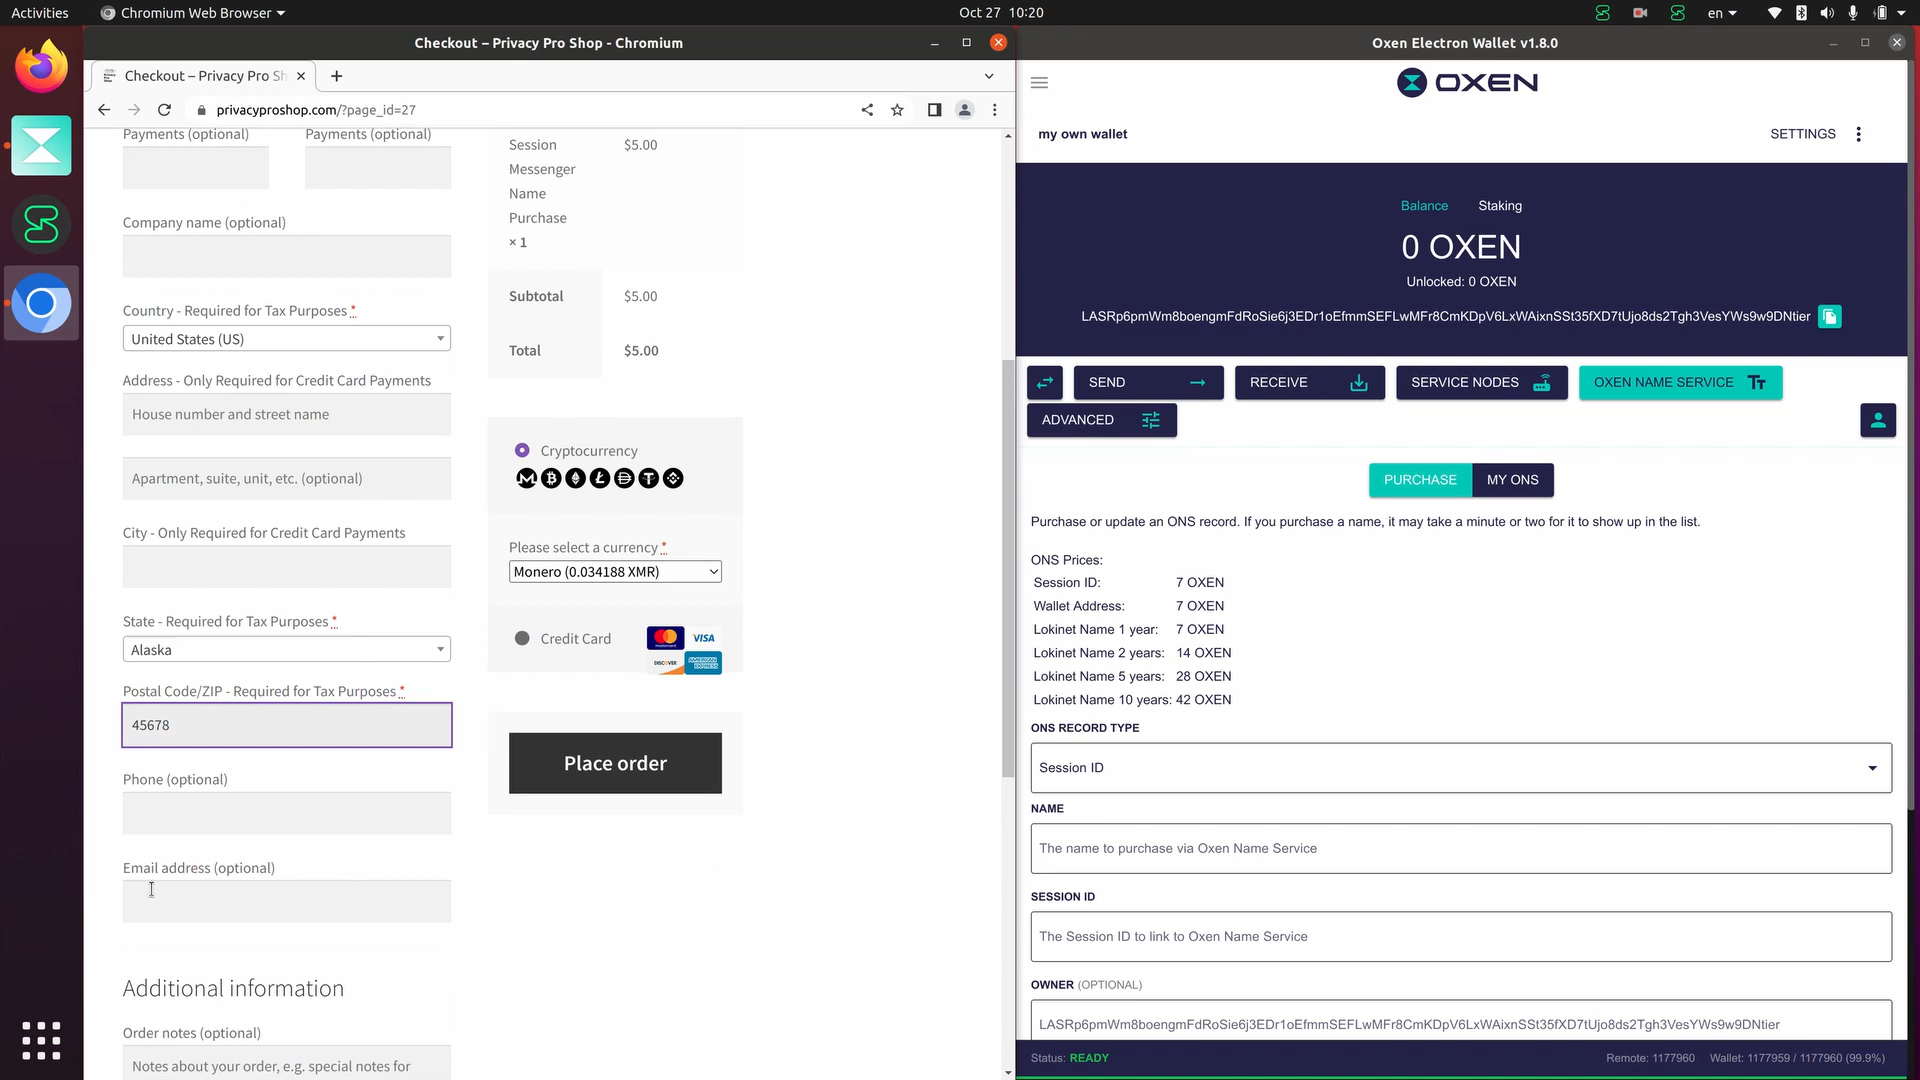 Activities
Chromium Web Browser
Oct 27 10:20
en
Checkout – Privacy Pro Shop - Chromium
Checkout – Privacy Pro Sh
privacyproshop.com/?page_id=27
Payments (optional)
Payments (optional)
Company name (optional)
Country - Required for Tax Purposes *
United States (US)
Address - Only Required for Credit Card Payments
House number and street name
Apartment, suite, unit, etc. (optional)
City - Only Required for Credit Card Payments
State - Required for Tax Purposes *
Alaska
Postal Code/ZIP - Required for Tax Purposes *
45678
Phone (optional)
Email address (optional)
Additional information
Order notes (optional)
Notes about your order, e.g. special notes for
Session $5.00
Messenger
Name
Purchase
× 1
Subtotal $5.00
Total $5.00
Cryptocurrency
Please select a currency *
Monero (0.034188 XMR)
Credit Card
mastercard
VISA
DISCOVER
AMERICAN EXPRESS
Place order
Oxen Electron Wallet v1.8.0
OXEN
my own wallet
SETTINGS
Balance Staking
0 OXEN
Unlocked: 0 OXEN
LASRp6pmWm8boengmFdRoSie6j3EDr1oEfmmSEFLwMFr8CmKDpV6LxWAixnSSt35fXD7tUjo8ds2Tgh3VesYWs9w9DNtier
SEND
RECEIVE
SERVICE NODES
OXEN NAME SERVICE
ADVANCED
PURCHASE MY ONS
Purchase or update an ONS record. If you purchase a name, it may take a minute or two for it to show up in the list.
ONS Prices:
Session ID: 7 OXEN
Wallet Address: 7 OXEN
Lokinet Name 1 year: 7 OXEN
Lokinet Name 2 years: 14 OXEN
Lokinet Name 5 years: 28 OXEN
Lokinet Name 10 years: 42 OXEN
ONS RECORD TYPE
Session ID
NAME
The name to purchase via Oxen Name Service
SESSION ID
The Session ID to link to Oxen Name Service
OWNER (OPTIONAL)
LASRp6pmWm8boengmFdRoSie6j3EDr1oEfmmSEFLwMFr8CmKDpV6LxWAixnSSt35fXD7tUjo8ds2Tgh3VesYWs9w9DNtier
Status: READY
Remote: 1177960 Wallet: 1177959 / 1177960 (99.9%)